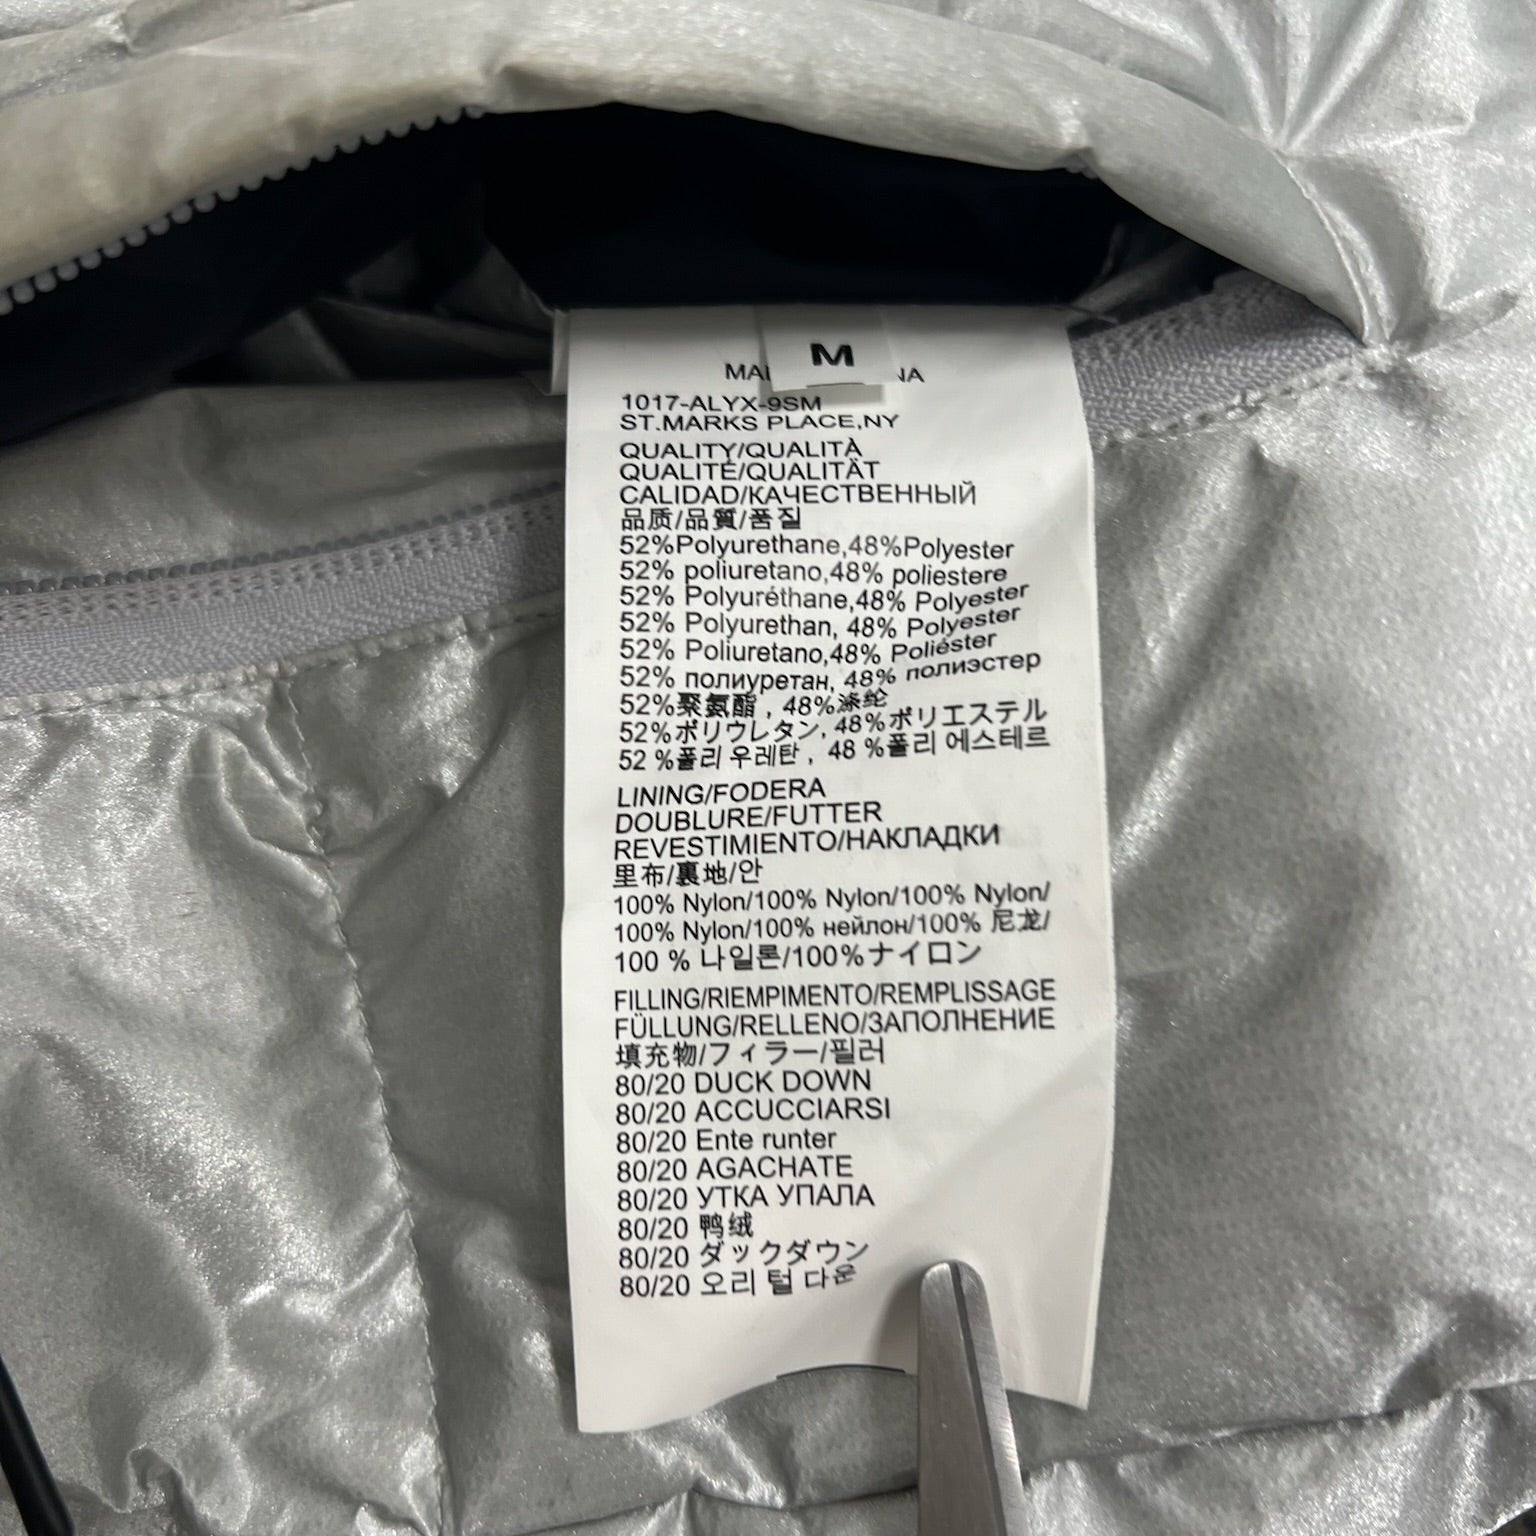 M
1017-ALYX-9SM
ST.MARKS PLACE,NY
QUALITY/QUALITÀ
QUALITÉ/QUALITÄT
CALIDAD/КАЧЕСТВЕННЫЙ
品质/品質/품질
52%Polyurethane,48%Polyester
52% poliuretano,48% poliestere
52% Polyuréthane,48% Polyester
52% Polyurethan, 48% Polyester
52% Poliuretano,48% Poliéster
52% полиуретан, 48% полиэстер
52%聚氨酯 , 48%涤纶
52%ポリウレタン, 48%ポリエステル
52 %폴리 우레탄 , 48 %폴리 에스테르
LINING/FODERA
DOUBLURE/FUTTER
REVESTIMIENTO/НАКЛАДКИ
里布/裏地/안
100% Nylon/100% Nylon/100% Nylon/
100% Nylon/100% нейлон/100% 尼龙/
100 % 나일론/100%ナイロン
FILLING/RIEMPIMENTO/REMPLISSAGE
FÜLLUNG/RELLENO/ЗАПОЛНЕНИЕ
填充物/フィラー/필러
80/20 DUCK DOWN
80/20 ACCUCCIARSI
80/20 Ente runter
80/20 AGACHATE
80/20 УТКА УПАЛА
80/20 鸭绒
80/20 ダックダウン
80/20 오리 털 다운